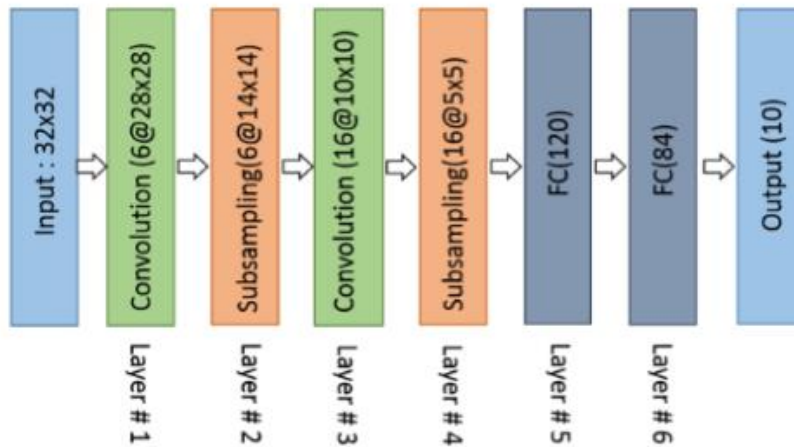 Input : 32x32
Convolution (6@28x28)
Subsampling(6@14x14)
Convolution (16@10x10)
Subsampling(16@5x5)
FC(120)
FC(84)
Output (10)
Layer # 1
Layer # 2
Layer # 3
Layer # 4
Layer # 5
Layer # 6